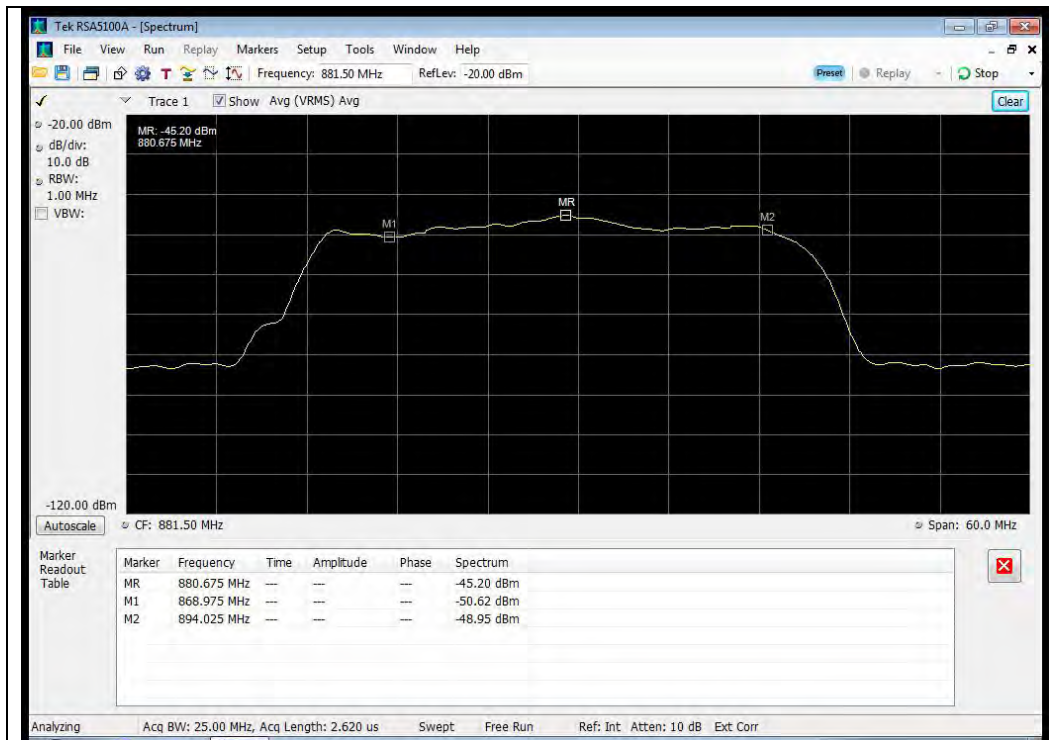 Tek RSA5100A - [Spectrum]
File View Run Replay Markers Setup Tools Window Help
T Frequency: 881.50 MHz RefLev: -20.00 dBm Preset Replay Stop
Trace 1 Show Avg (VRMS) Avg Clear
-20.00 dBm
dB/div:
10.0 dB
RBW:
1.00 MHz
VBW:
MR: -45.20 dBm
880.675 MHz
M1
MR
M2
-120.00 dBm
Autoscale CF: 881.50 MHz Span: 60.0 MHz
Marker Readout Table
Marker Frequency Time Amplitude Phase Spectrum
MR 880.675 MHz --- --- --- -45.20 dBm
M1 868.975 MHz --- --- --- -50.62 dBm
M2 894.025 MHz --- --- --- -48.95 dBm
Analyzing Acq BW: 25.00 MHz, Acq Length: 2.620 us Swept Free Run Ref: Int Atten: 10 dB Ext Corr